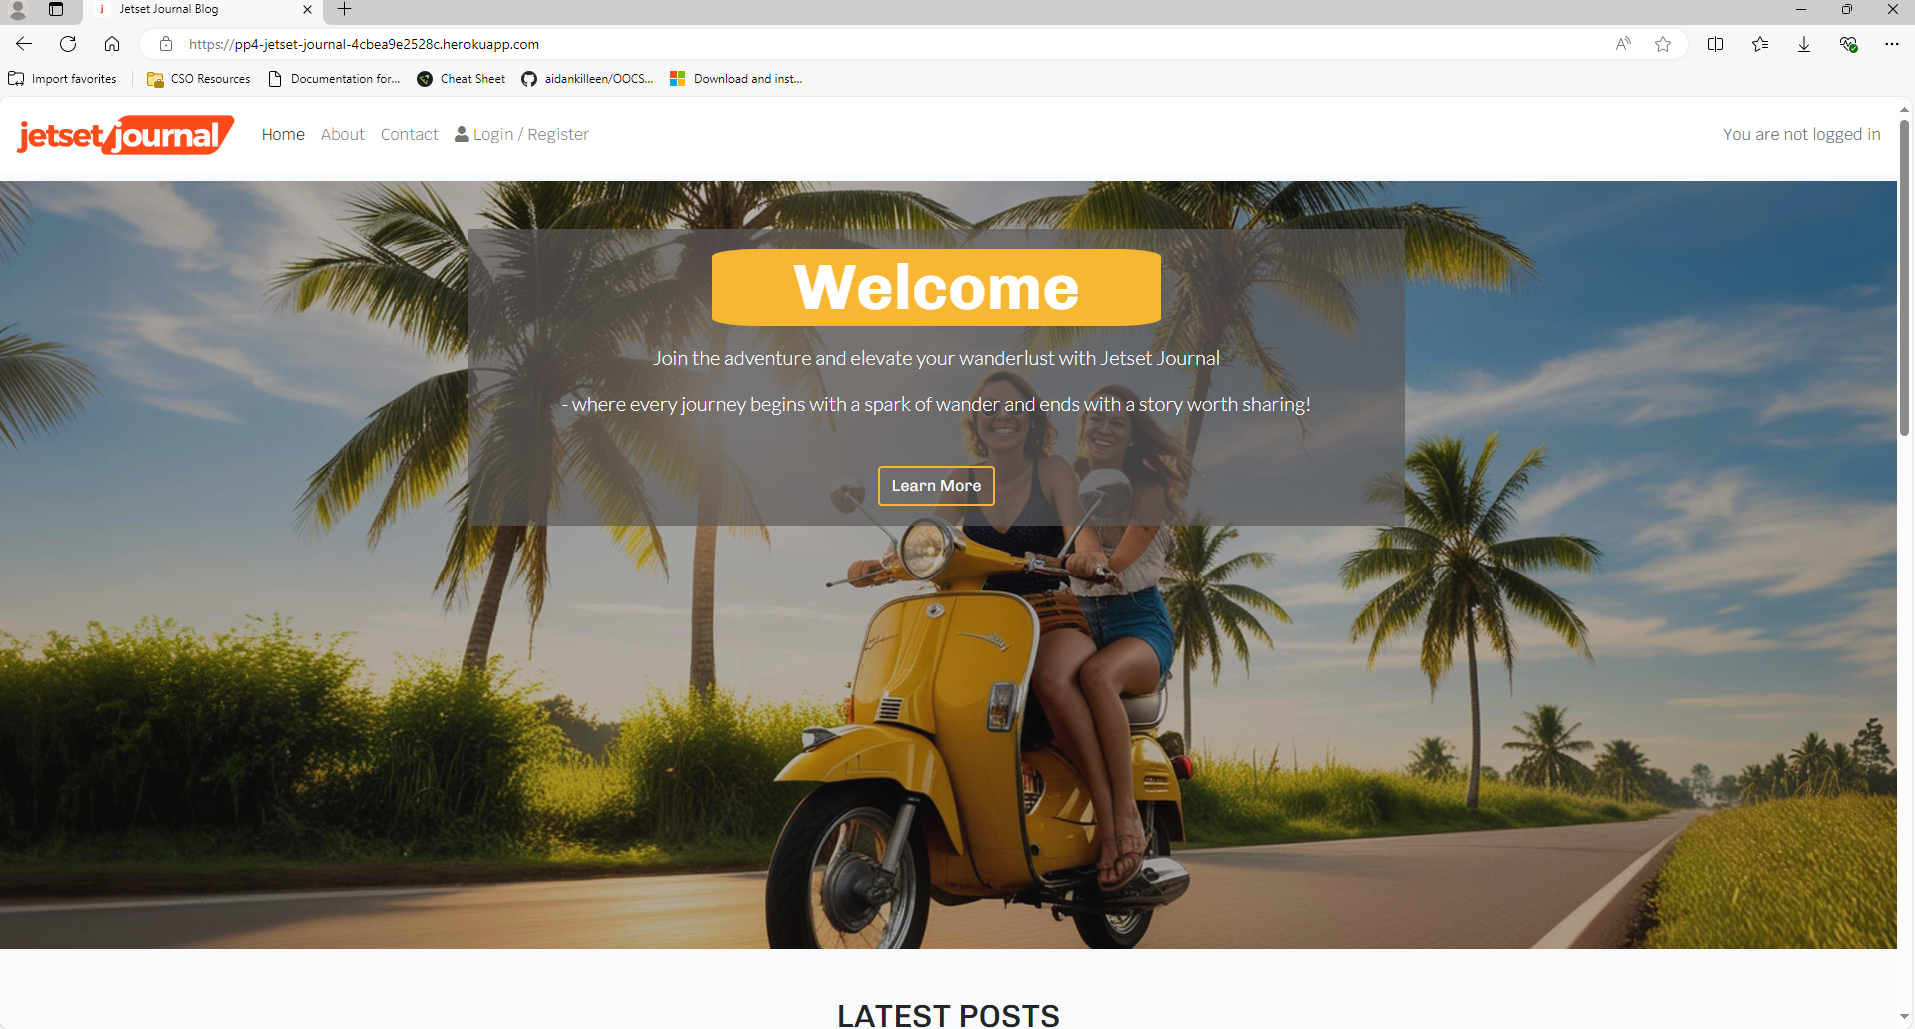 Jetset Journal Blog
https://pp4-jetset-journal-4cbea9e2528c.herokuapp.com
Import favorites CSO Resources Documentation for... Cheat Sheet aidankilleen/OOCS... Download and inst...
jetset journal Home About Contact Login / Register You are not logged in
Welcome
Join the adventure and elevate your wanderlust with Jetset Journal
- where every journey begins with a spark of wander and ends with a story worth sharing!
Learn More
LATEST POSTS